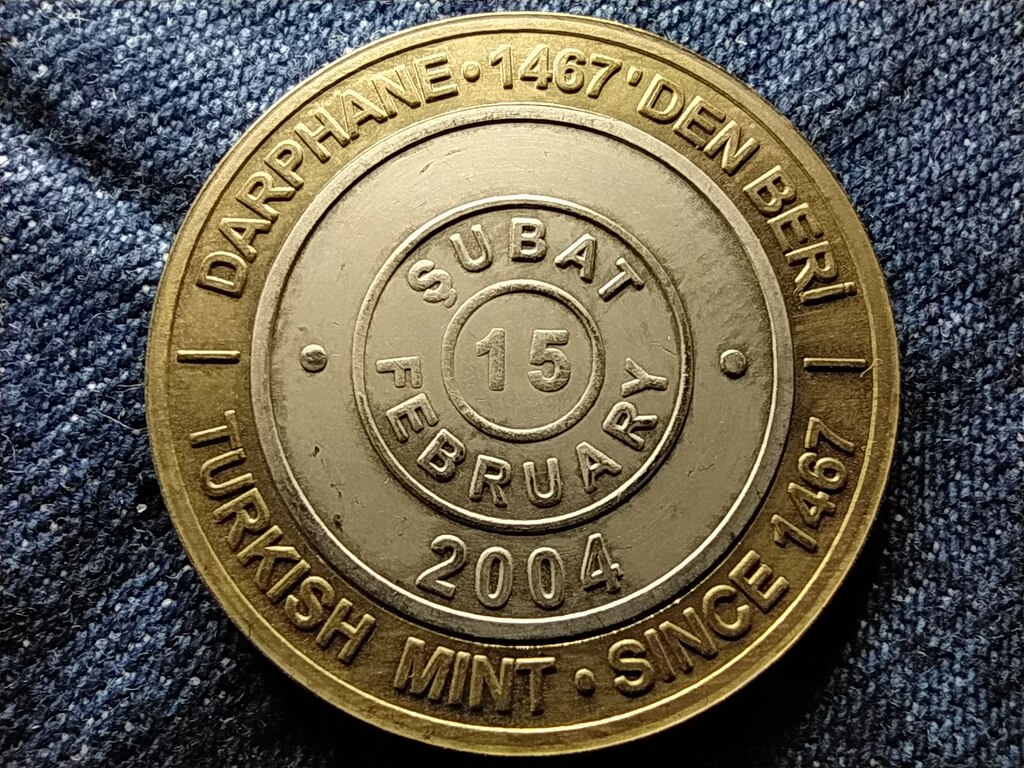 DARPHANE • 1467'DEN BERİ
TURKISH MINT • SINCE 1467
ŞUBAT
15
FEBRUARY
2004